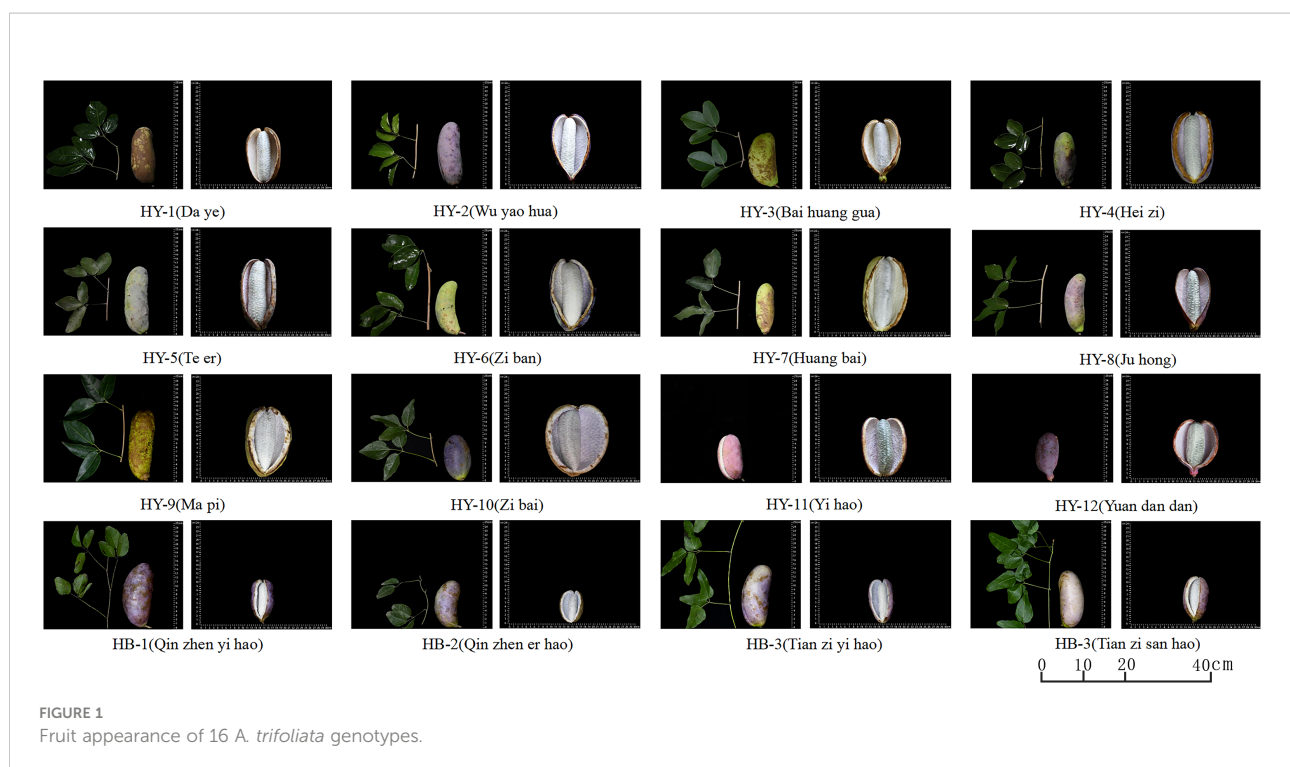 HY-1(Da ye)
HY-2(Wu yao hua)
HY-3(Bai huang gua)
HY-4(Hei zi)
HY-5(Te er)
HY-6(Zi ban)
HY-7(Huang bai)
HY-8(Ju hong)
HY-9(Ma pi)
HY-10(Zi bai)
HY-11(Yi hao)
HY-12(Yuan dan dan)
HB-1(Qin zhen yi hao)
HB-2(Qin zhen er hao)
HB-3(Tian zi yi hao)
HB-3(Tian zi san hao)
0 10 20 40cm
FIGURE 1
Fruit appearance of 16 A. trifoliata genotypes.